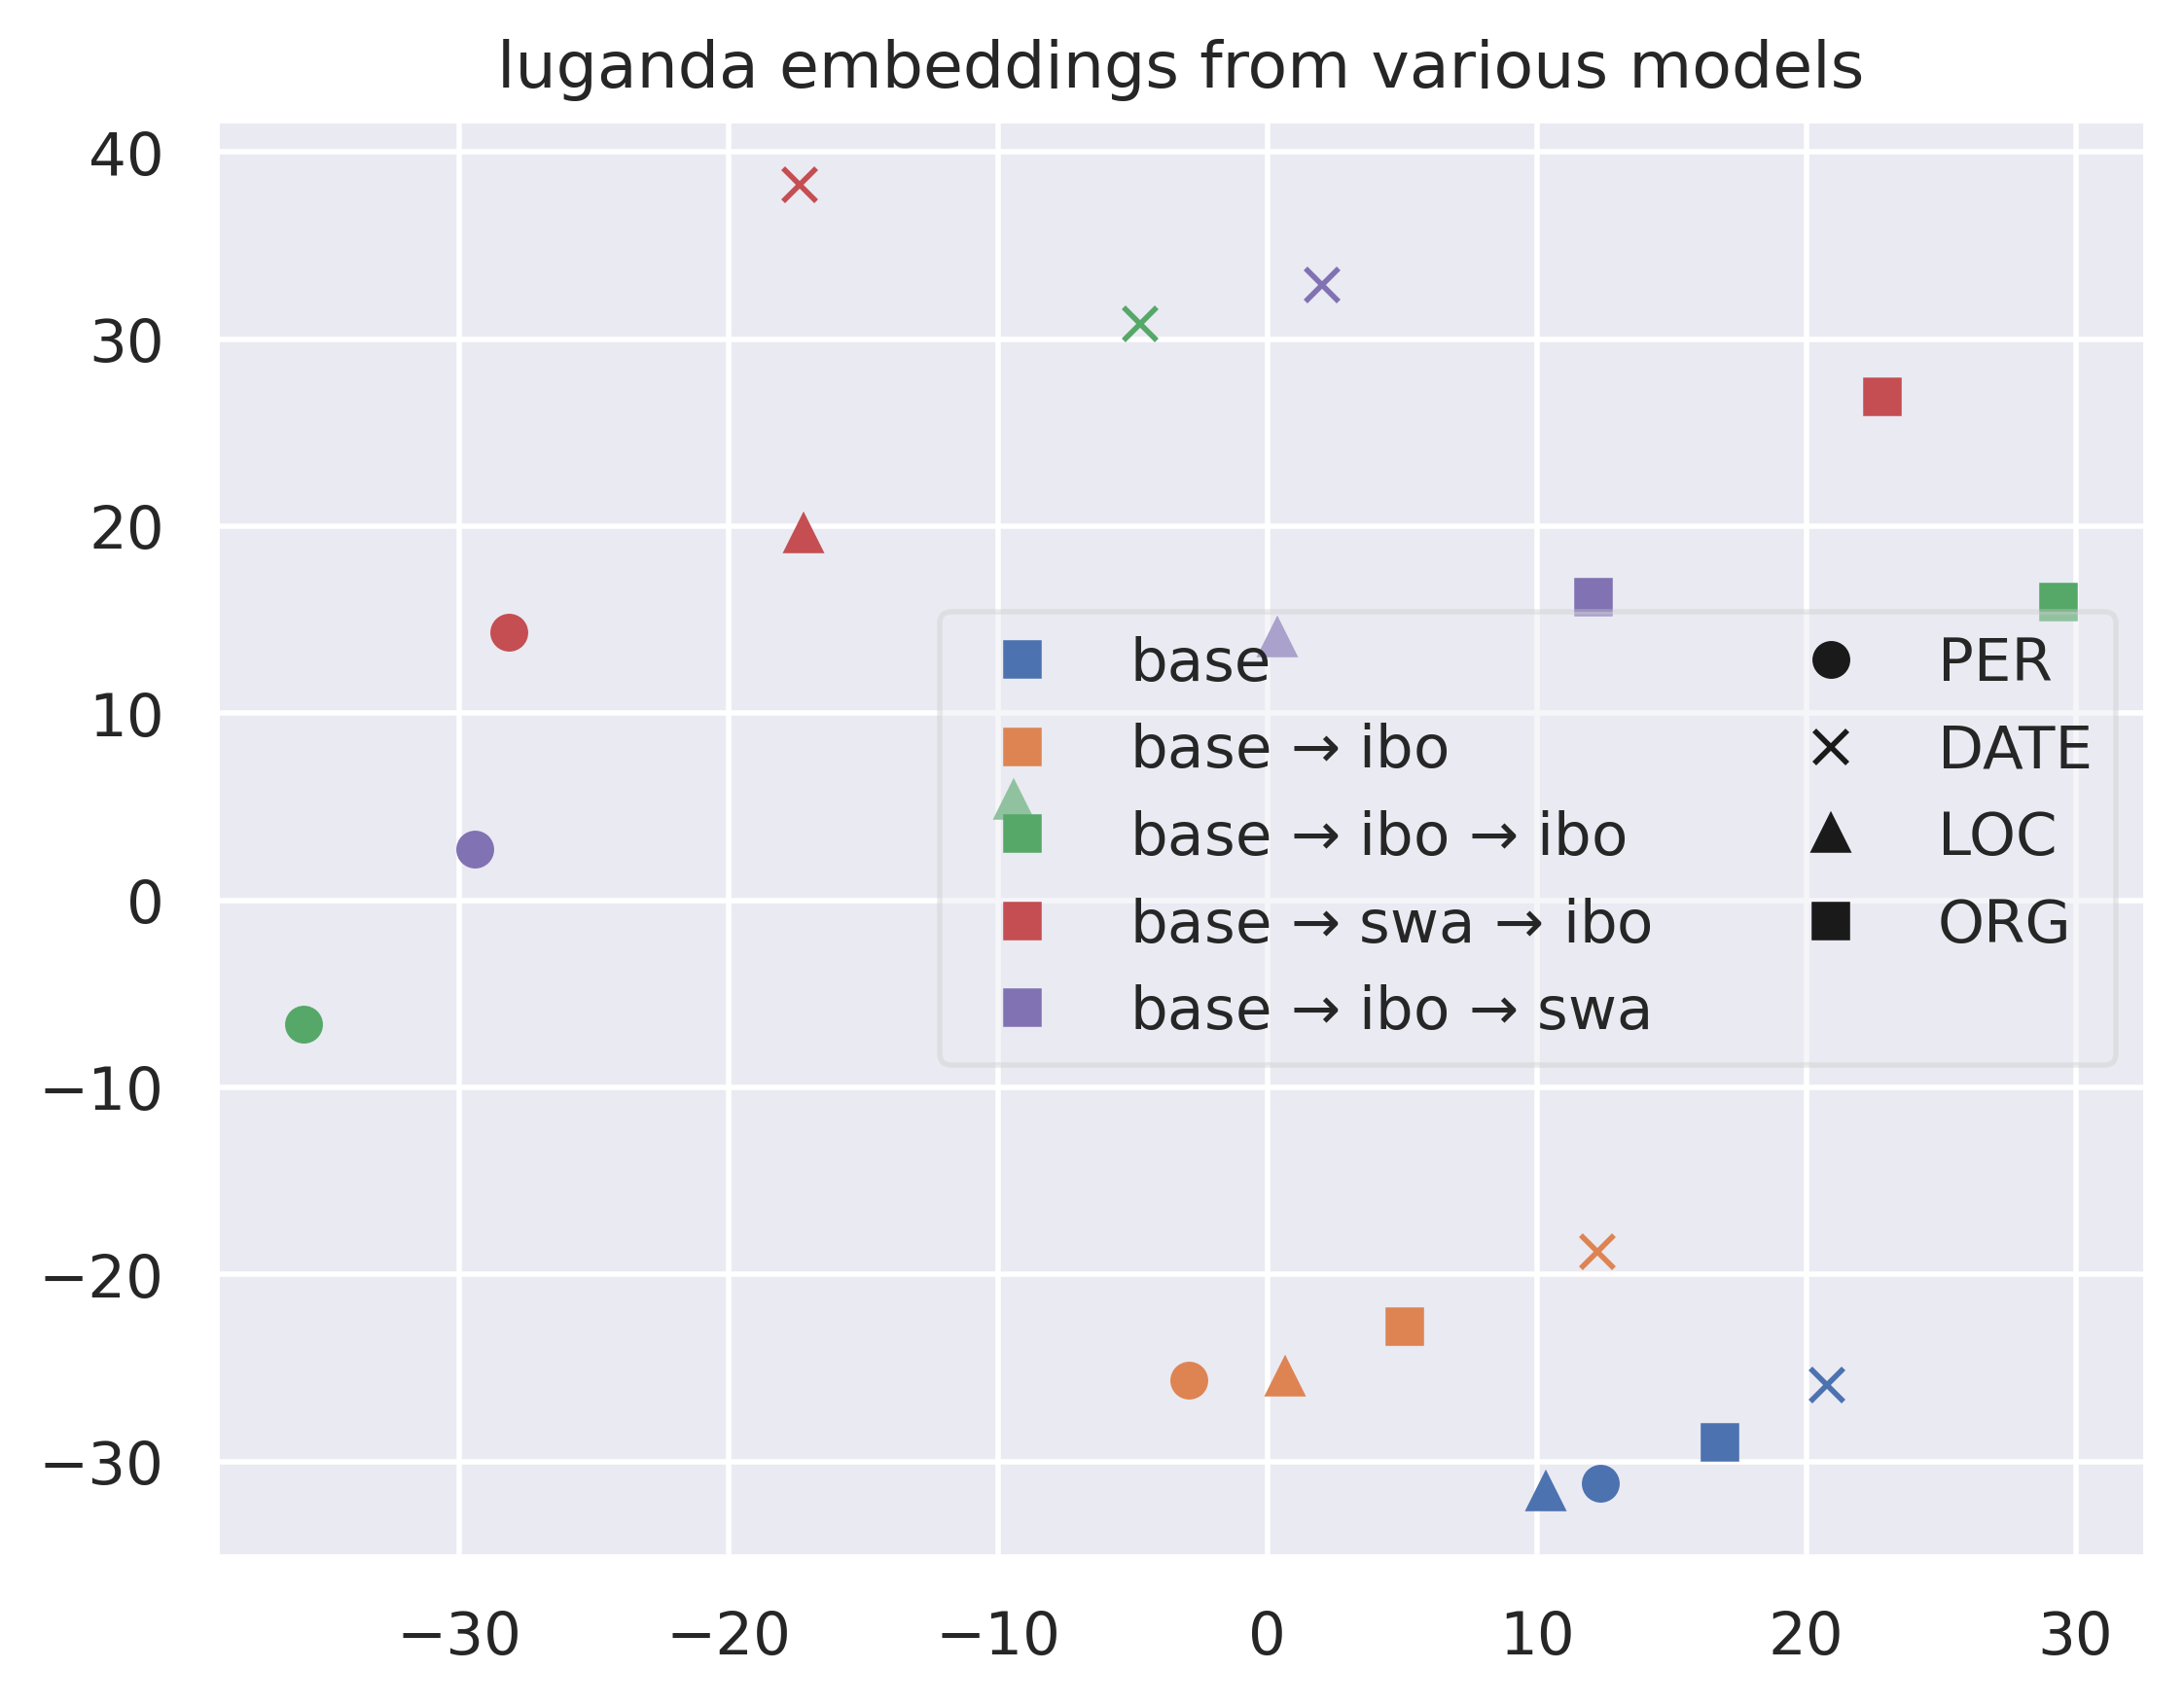 luganda embeddings from various models
40
30
20
10
0
−10
−20
−30
base
base → ibo
base → ibo → ibo
base → swa → ibo
base → ibo → swa
PER
DATE
LOC
ORG
−30 −20 −10 0 10 20 30